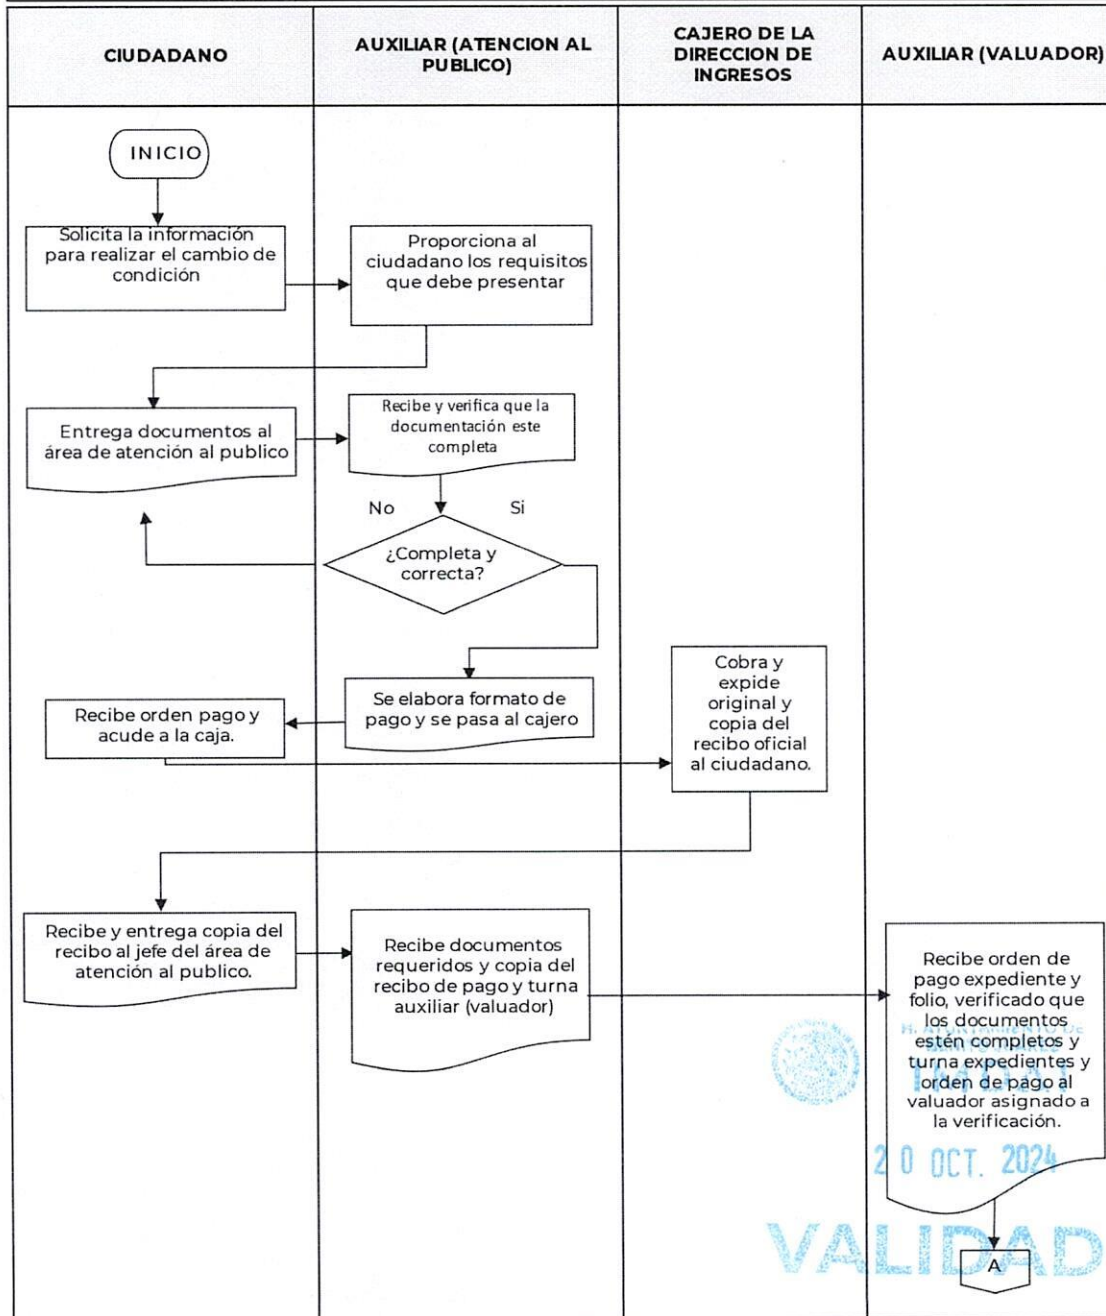 CIUDADANO
AUXILIAR (ATENCION AL
PUBLICO)
CAJERO DE LA
DIRECCION DE
INGRESOS
AUXILIAR (VALUADOR)
INICIO
Solicita la información
para realizar el cambio de
condición
Proporciona al
ciudadano los requisitos
que debe presentar
Entrega documentos al
área de atención al publico
Recibe y verifica que la
documentación este
completa
No
Si
¿Completa y
correcta?
Se elabora formato de
pago y se pasa al cajero
Recibe orden pago y
acude a la caja.
Cobra y
expide
original y
copia del
recibo oficial
al ciudadano.
Recibe y entrega copia del
recibo al jefe del área de
atención al publico.
Recibe documentos
requeridos y copia del
recibo de pago y turna
auxiliar (valuador)
Recibe orden de
pago expediente y
folio, verificado que
los documentos
estén completos y
turna expedientes y
orden de pago al
valuador asignado a
la verificación.
H. AYUNTAMIENTO DE
20 OCT. 2024
VALIDAD
A